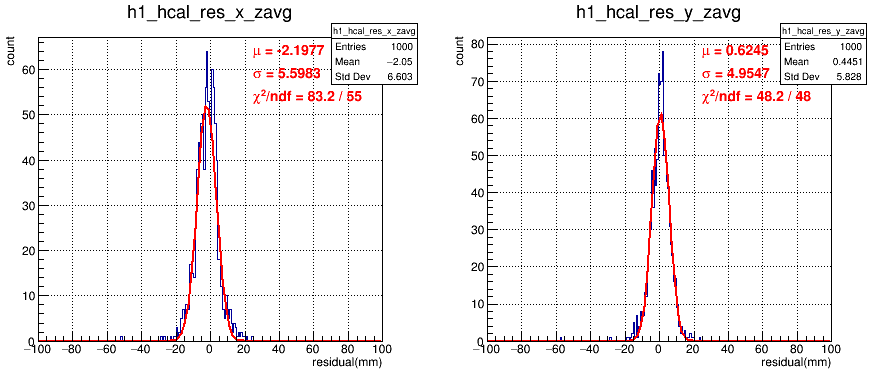 h1_hcal_res_x_zavg
count
h1_hcal_res_x_zavg
Entries 1000
Mean −2.05
Std Dev 6.603
μ = -2.1977
σ = 5.5983
χ²/ndf = 83.2 / 55
60
50
40
30
20
10
0
−100 −80 −60 −40 −20 0 20 40 60 80 100
residual(mm)
h1_hcal_res_y_zavg
count
h1_hcal_res_y_zavg
Entries 1000
Mean 0.4451
Std Dev 5.828
μ = 0.6245
σ = 4.9547
χ²/ndf = 48.2 / 48
80
70
60
50
40
30
20
10
0
−100 −80 −60 −40 −20 0 20 40 60 80 100
residual(mm)